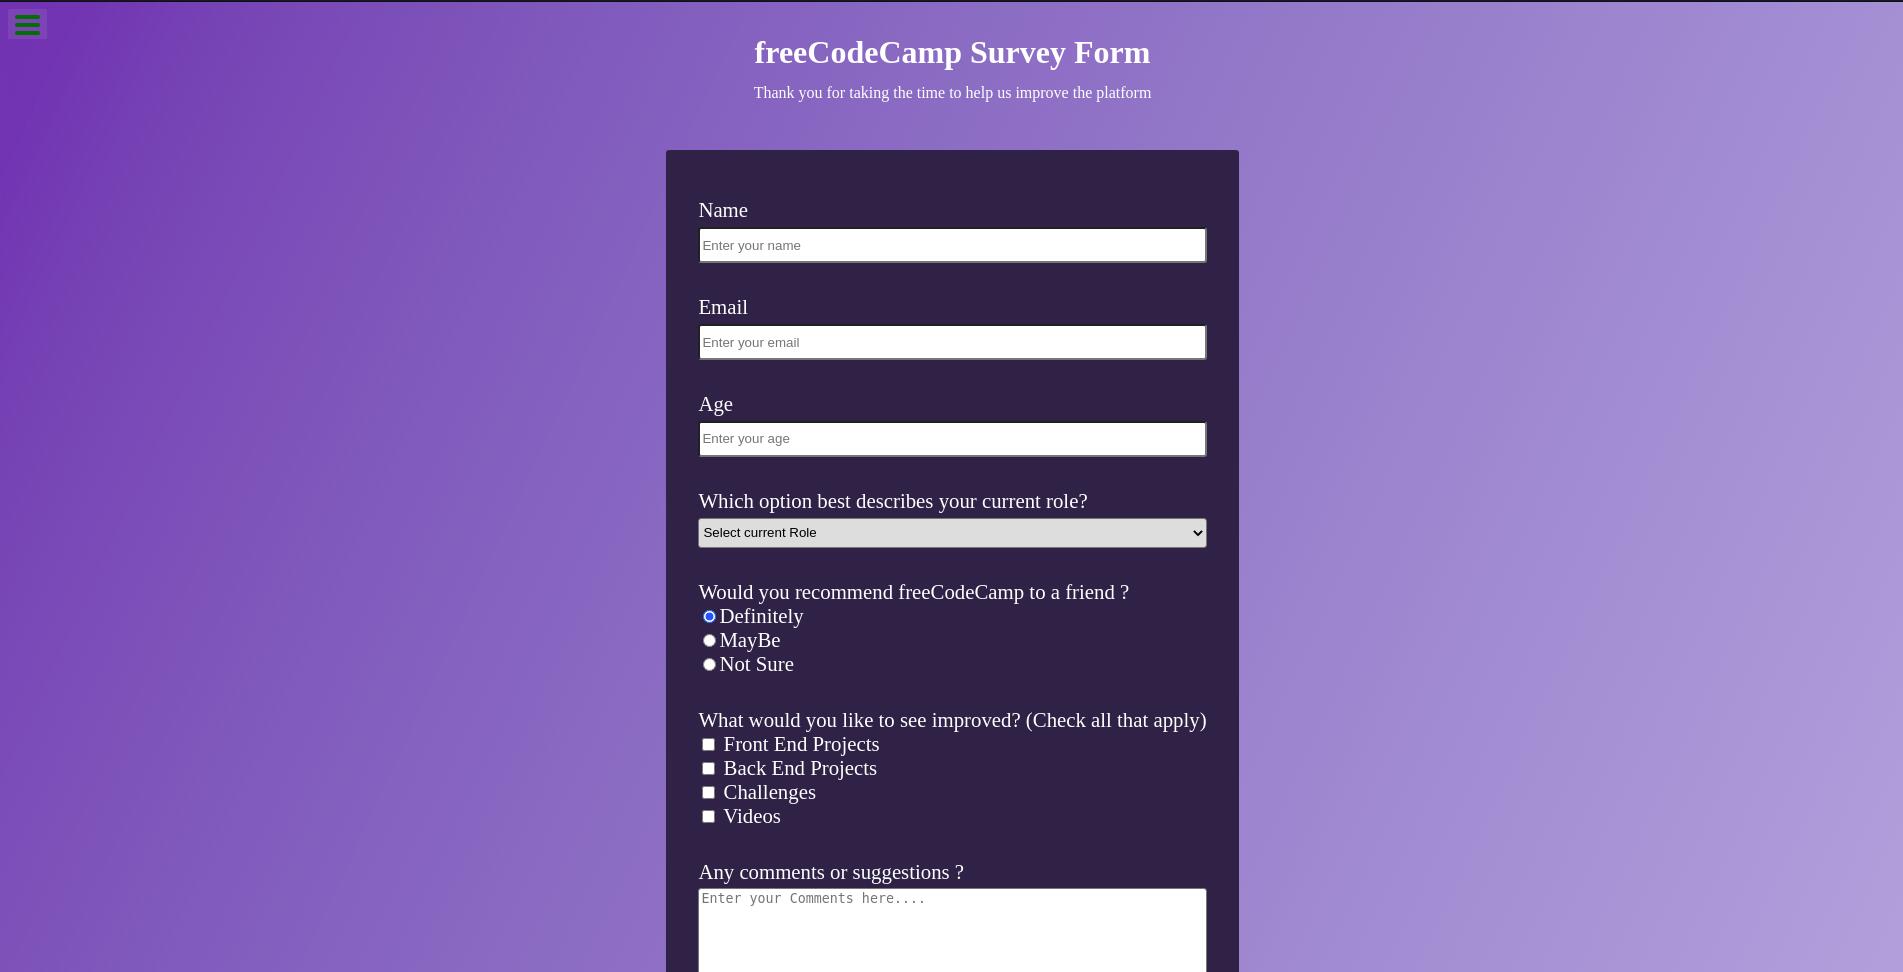 freeCodeCamp Survey Form
Thank you for taking the time to help us improve the platform
Name
Enter your name
Email
Enter your email
Age
Enter your age
Which option best describes your current role?
Select current Role
Would you recommend freeCodeCamp to a friend ?
Definitely
MayBe
Not Sure
What would you like to see improved? (Check all that apply)
Front End Projects
Back End Projects
Challenges
Videos
Any comments or suggestions ?
Enter your Comments here....